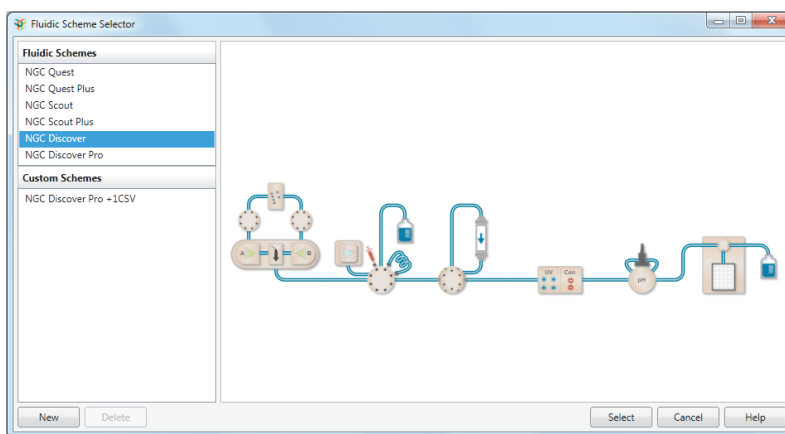 Fluidic Scheme Selector
Fluidic Schemes
NGC Quest
NGC Quest Plus
NGC Scout
NGC Scout Plus
NGC Discover
NGC Discover Pro
Custom Schemes
NGC Discover Pro +1CSV
A B
UV Con
pH
New Delete Select Cancel Help